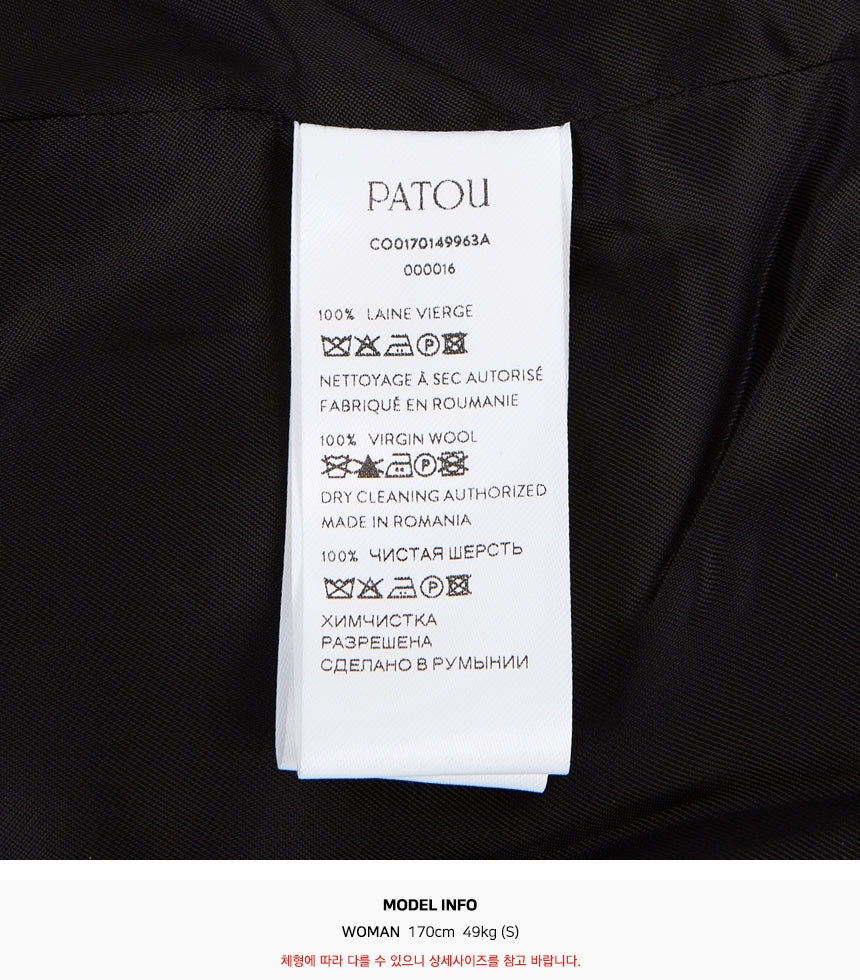 PATOU
CO0170149963A
000016
100% LAINE VIERGE
NETTOYAGE À SEC AUTORISÉ
FABRIQUÉ EN ROUMANIE
100% VIRGIN WOOL
DRY CLEANING AUTHORIZED
MADE IN ROMANIA
100% ЧИСТАЯ ШЕРСТЬ
ХИМЧИСТКА
РАЗРЕШЕНА
СДЕЛАНО В РУМЫНИИ
MODEL INFO
WOMAN 170cm 49kg (S)
체형에 따라 다를 수 있으니 상세사이즈를 참고 바랍니다.